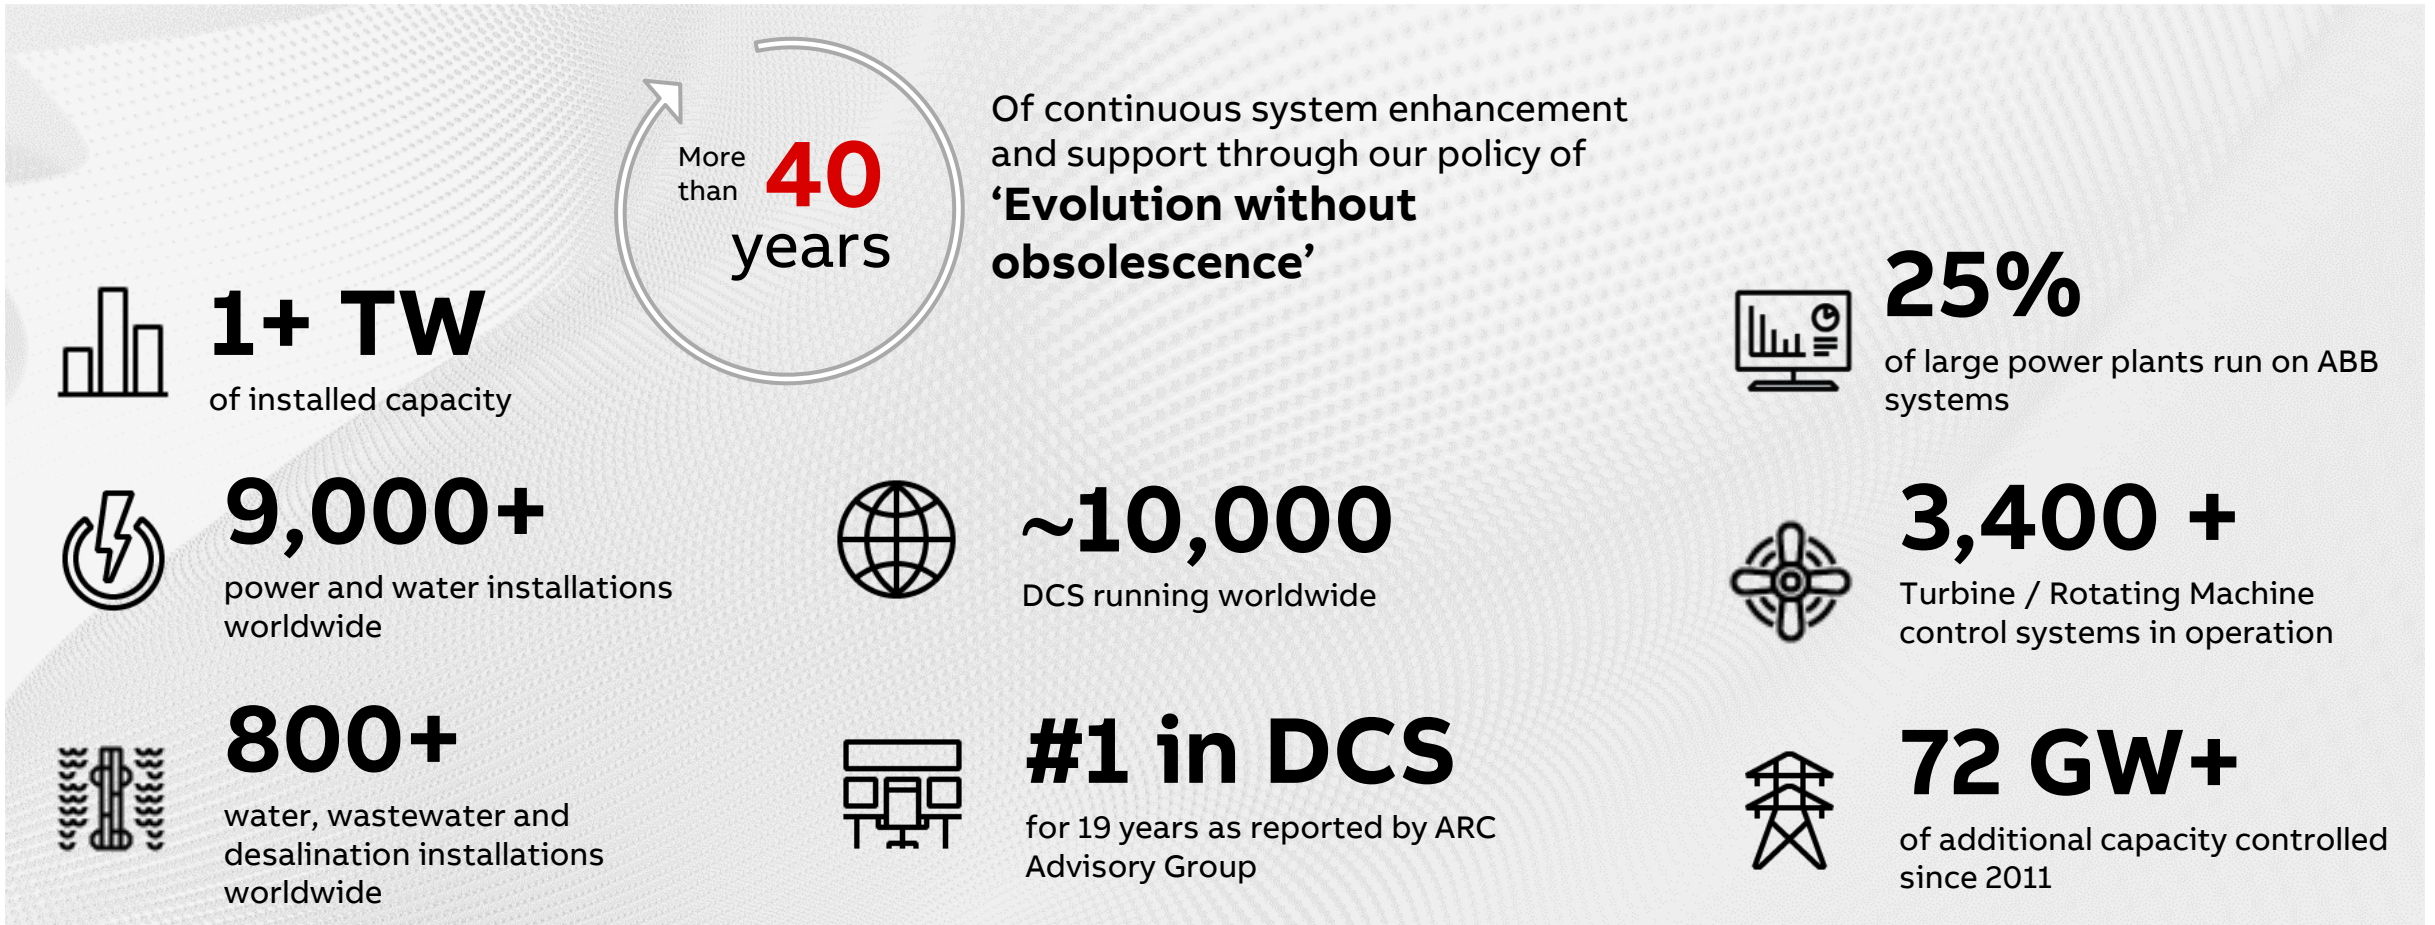 More
than 40
years
Of continuous system enhancement
and support through our policy of
‘Evolution without
obsolescence’
1+ TW
of installed capacity
25%
of large power plants run on ABB
systems
9,000+
power and water installations
worldwide
~10,000
DCS running worldwide
3,400 +
Turbine / Rotating Machine
control systems in operation
800+
water, wastewater and
desalination installations
worldwide
#1 in DCS
for 19 years as reported by ARC
Advisory Group
72 GW+
of additional capacity controlled
since 2011